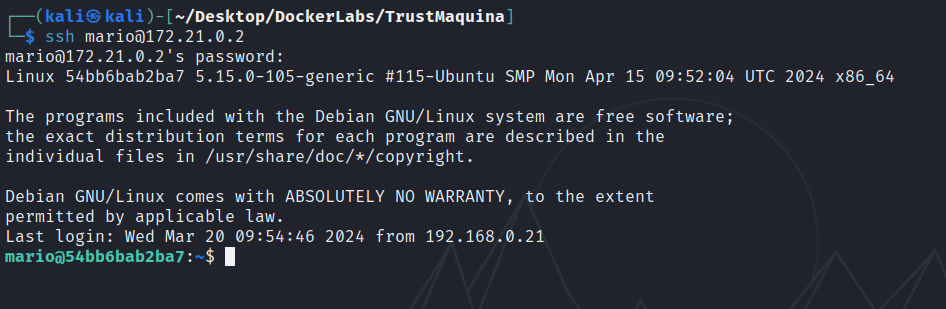 ┌──(kali㉿kali)-[~/Desktop/DockerLabs/TrustMaquina]
└─$ ssh mario@172.21.0.2
mario@172.21.0.2's password:
Linux 54bb6bab2ba7 5.15.0-105-generic #115-Ubuntu SMP Mon Apr 15 09:52:04 UTC 2024 x86_64

The programs included with the Debian GNU/Linux system are free software;
the exact distribution terms for each program are described in the
individual files in /usr/share/doc/*/copyright.

Debian GNU/Linux comes with ABSOLUTELY NO WARRANTY, to the extent
permitted by applicable law.
Last login: Wed Mar 20 09:54:46 2024 from 192.168.0.21
mario@54bb6bab2ba7:~$